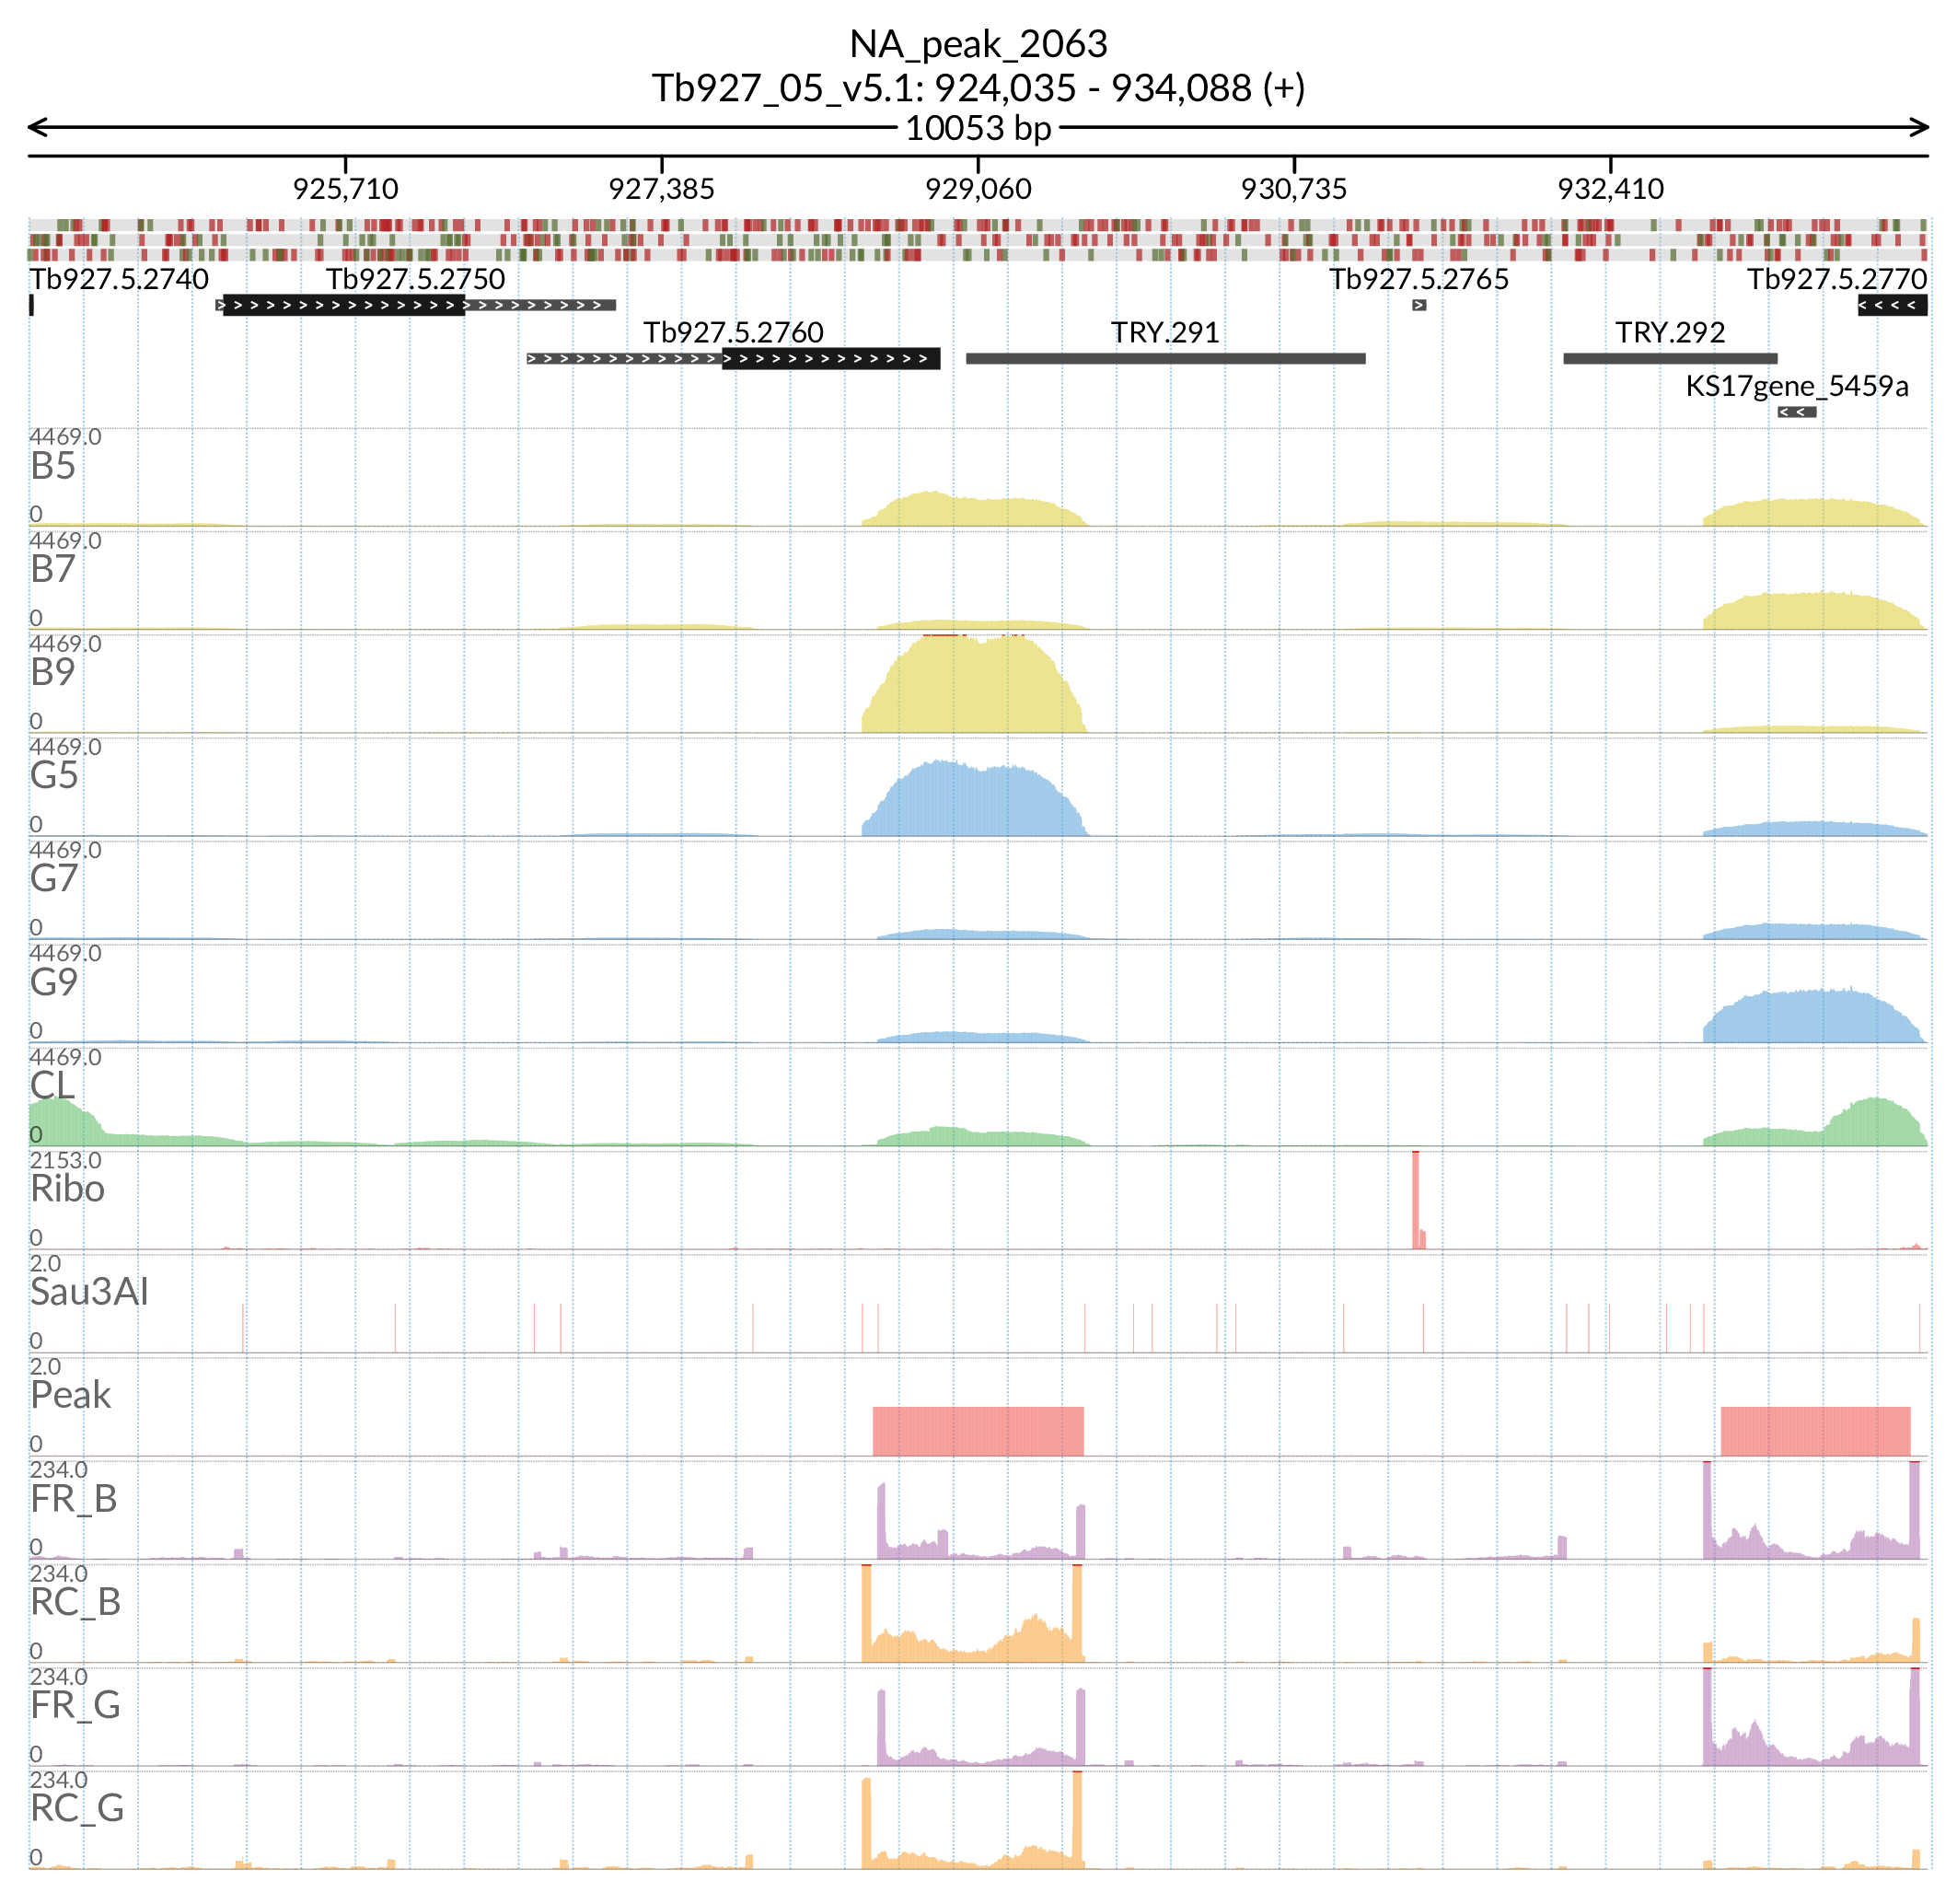 NA_peak_2063
Tb927_05_v5.1: 924,035 - 934,088 (+)
10053 bp
925,710 927,385 929,060 930,735 932,410
Tb927.5.2740 Tb927.5.2750 Tb927.5.2765 Tb927.5.2770
Tb927.5.2760 TRY.291 TRY.292
KS17gene_5459a
4469.0
B5
0
4469.0
B7
0
4469.0
B9
0
4469.0
G5
0
4469.0
G7
0
4469.0
G9
0
4469.0
CL
0
2153.0
Ribo
0
2.0
Sau3AI
0
2.0
Peak
0
234.0
FR_B
0
234.0
RC_B
0
234.0
FR_G
0
234.0
RC_G
0